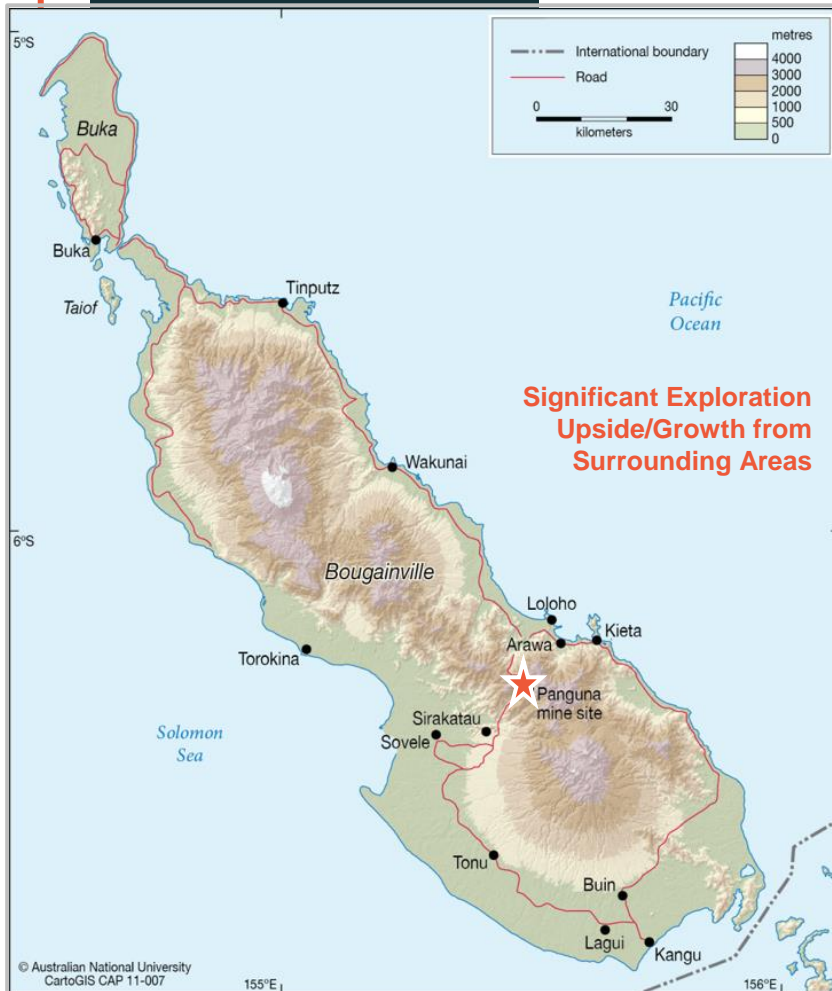 5°S
metres
International boundary
4000
Road
3000
2000
0
30
1000
kilometers
500
0
Buka
Buka
Taiof
Tinputz
Pacific
Ocean
Significant Exploration
Upside/Growth from
Surrounding Areas
Wakunai
6°S
Bougainville
Loloho
Kieta
Arawa
Torokina
Panguna
mine site
Sirakatau
Sovele
Solomon
Sea
Tonu
Buin
Lagui
Kangu
© Australian National University
CartoGIS CAP 11-007
155°E
156°E